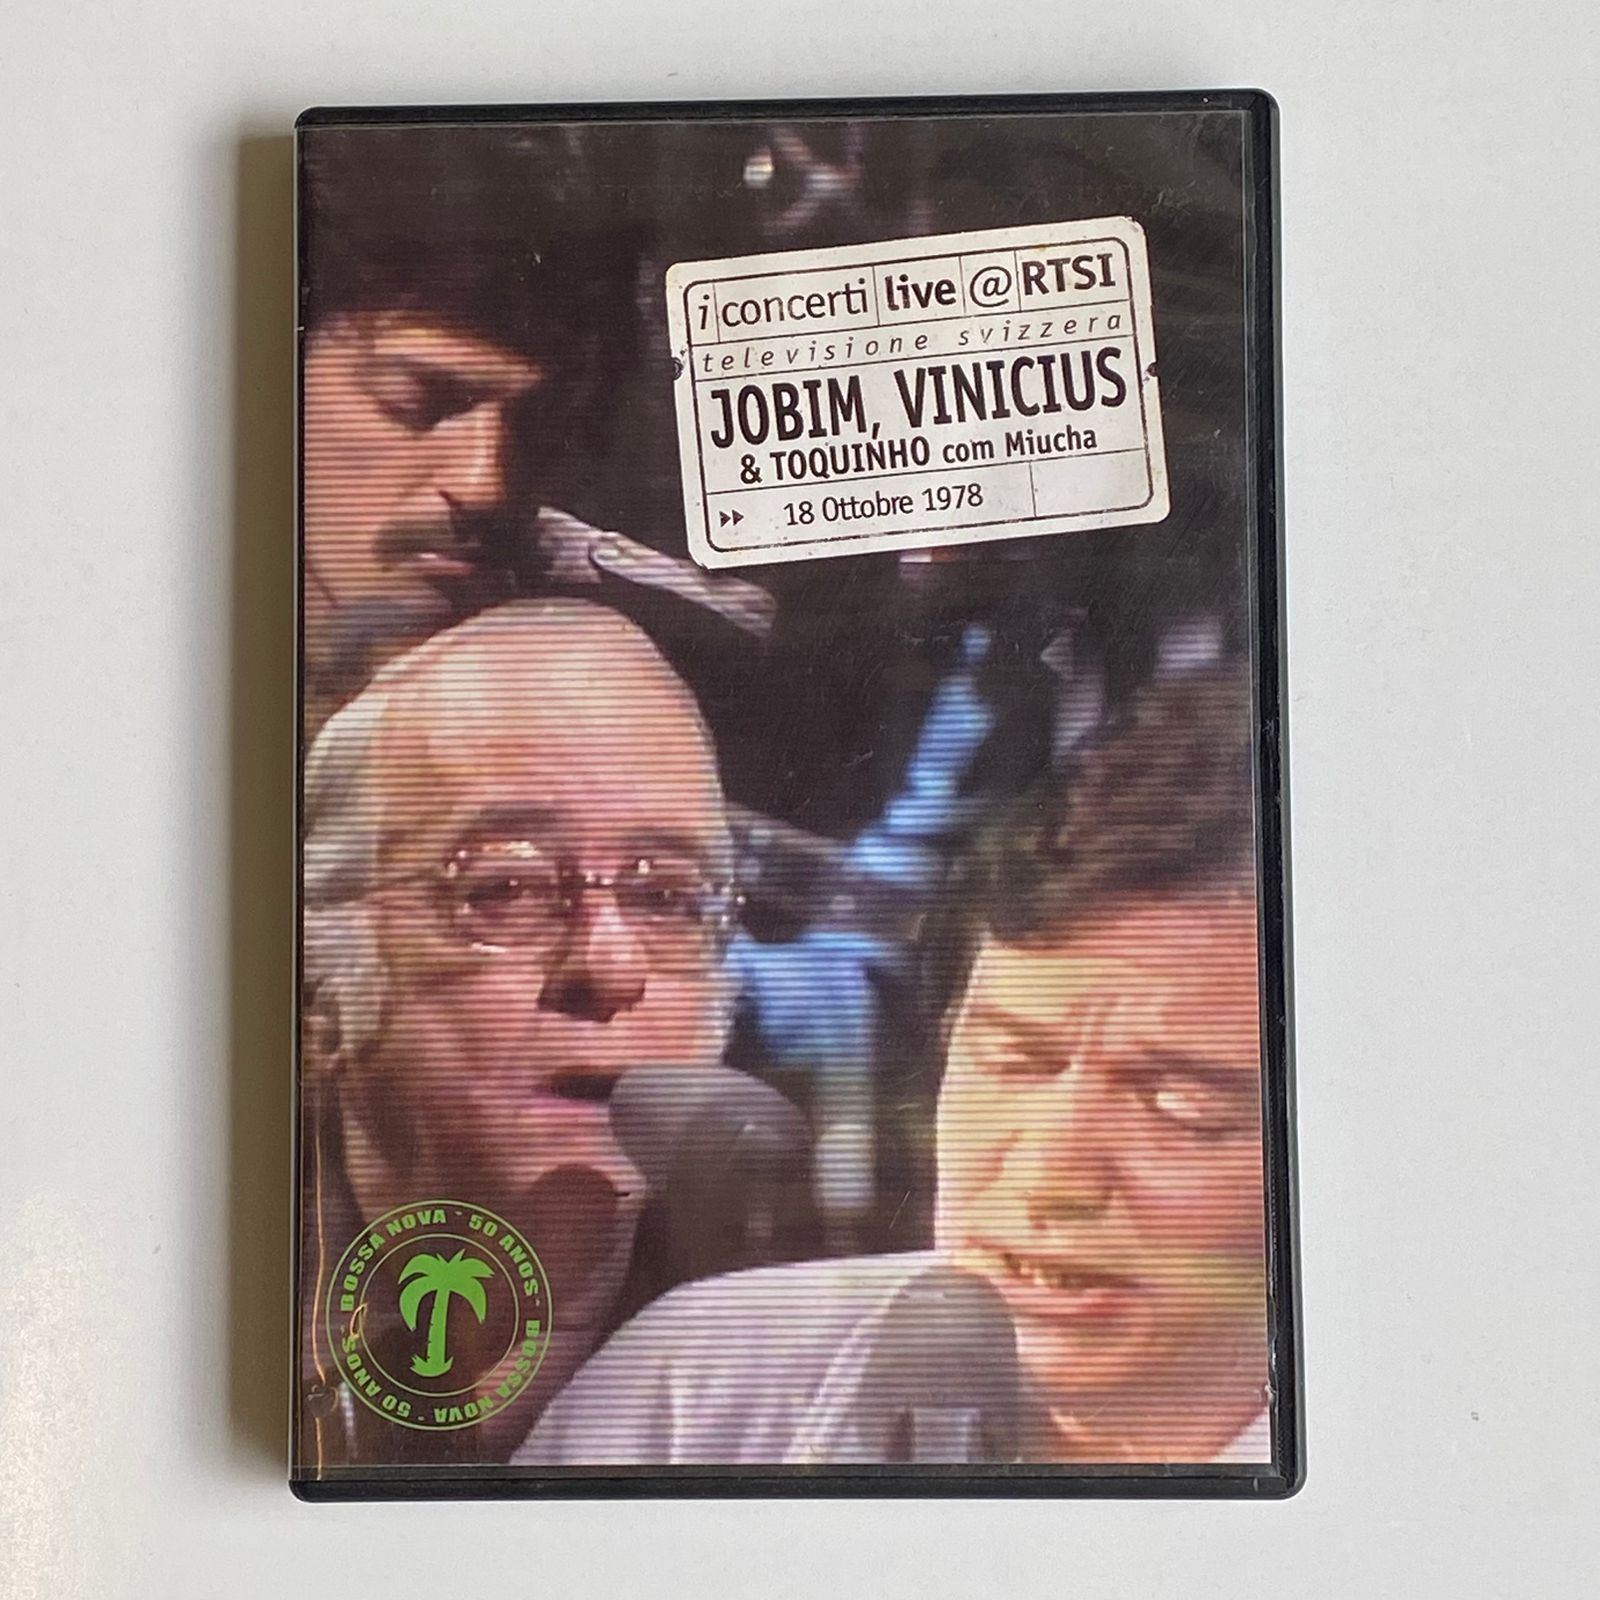 i concerti live @ RTSI
televisione svizzera
JOBIM, VINICIUS
& TOQUINHO com Miucha
18 Ottobre 1978
BOSSA NOVA * 50 ANOS * BOSSA NOVA * 50 ANOS *